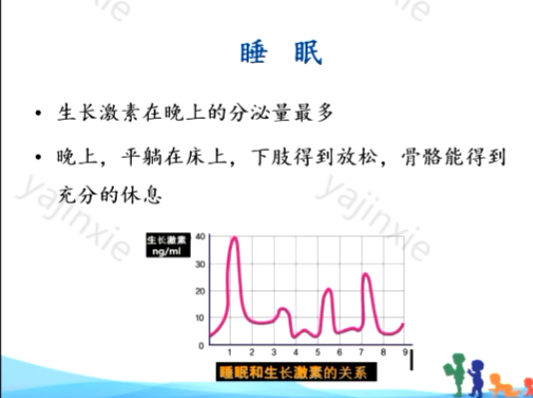 yajinxie
yajinxie
睡 眠
• 生长激素在晚上的分泌量最多
• 晚上，平躺在床上，下肢得到放松，骨骼能得到
充分的休息
yajinxie
yajinxie
生长激素
ng/ml
40
30
20
10
0
1 2 3 4 5 6 7 8 9
睡眠和生长激素的关系